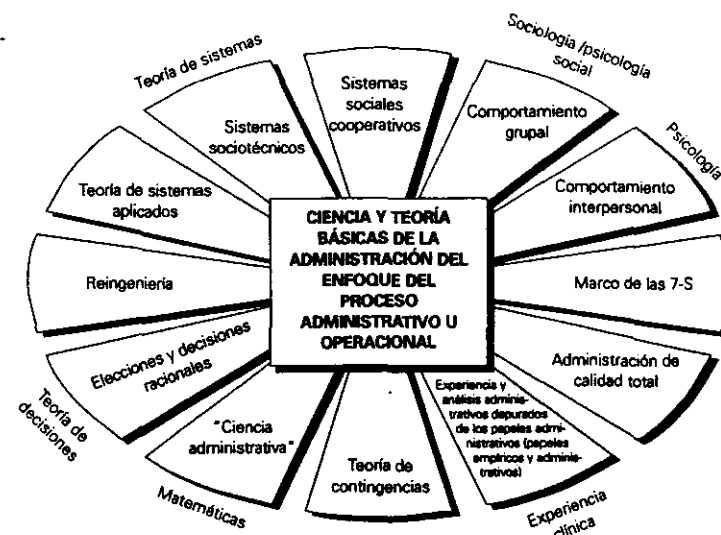 Teoría de sistemas
Sociología /psicología
social
Psicología
Sistemas
sociales
cooperativos
Comportamiento
grupal
Sistemas
sociotécnicos
Comportamiento
interpersonal
Teoría de sistemas
aplicados
CIENCIA Y TEORÍA
BÁSICAS DE LA
ADMINISTRACIÓN DEL
ENFOQUE DEL
PROCESO
ADMINISTRATIVO U
OPERACIONAL
Reingeniería
Marco de las 7-S
Elecciones y decisiones
racionales
Administración de
calidad total
Teoría de
decisiones
"Ciencia
administrativa"
Teoría de
contingencias
Experiencia y
análisis adminis-
trativos depurados
de los papeles admi-
nistrativos (papeles
empíricos y adminis-
trativos)
Matemáticas
Experiencia
clínica